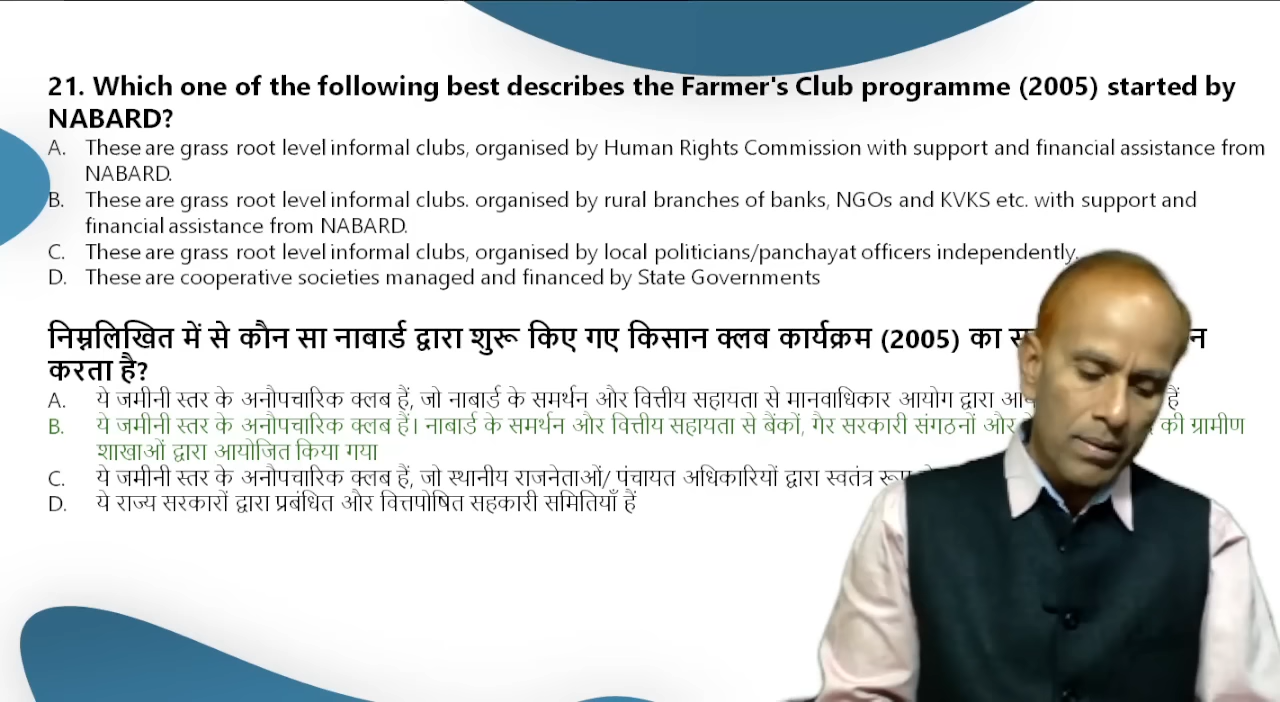 21. Which one of the following best describes the Farmer's Club programme (2005) started by
NABARD?
A. These are grass root level informal clubs, organised by Human Rights Commission with support and financial assistance from
NABARD.
B. These are grass root level informal clubs. organised by rural branches of banks, NGOs and KVKS etc. with support and
financial assistance from NABARD.
C. These are grass root level informal clubs, organised by local politicians/panchayat officers independently.
D. These are cooperative societies managed and financed by State Governments
निम्नलिखित में से कौन सा नाबार्ड द्वारा शुरू किए गए किसान क्लब कार्यक्रम (2005) का
करता है?
A. ये जमीनी स्तर के अनौपचारिक क्लब हैं, जो नाबार्ड के समर्थन और वित्तीय सहायता से मानवाधिकार आयोग द्वारा हैं
B. ये जमीनी स्तर के अनौपचारिक क्लब हैं। नाबार्ड के समर्थन और वित्तीय सहायता से बैंकों, गैर सरकारी संगठनों और की ग्रामीण
शाखाओं द्वारा आयोजित किया गया
C. ये जमीनी स्तर के अनौपचारिक क्लब हैं, जो स्थानीय राजनेताओं/ पंचायत अधिकारियों द्वारा स्वतंत्र
D. ये राज्य सरकारों द्वारा प्रबंधित और वित्तपोषित सहकारी समितियाँ हैं